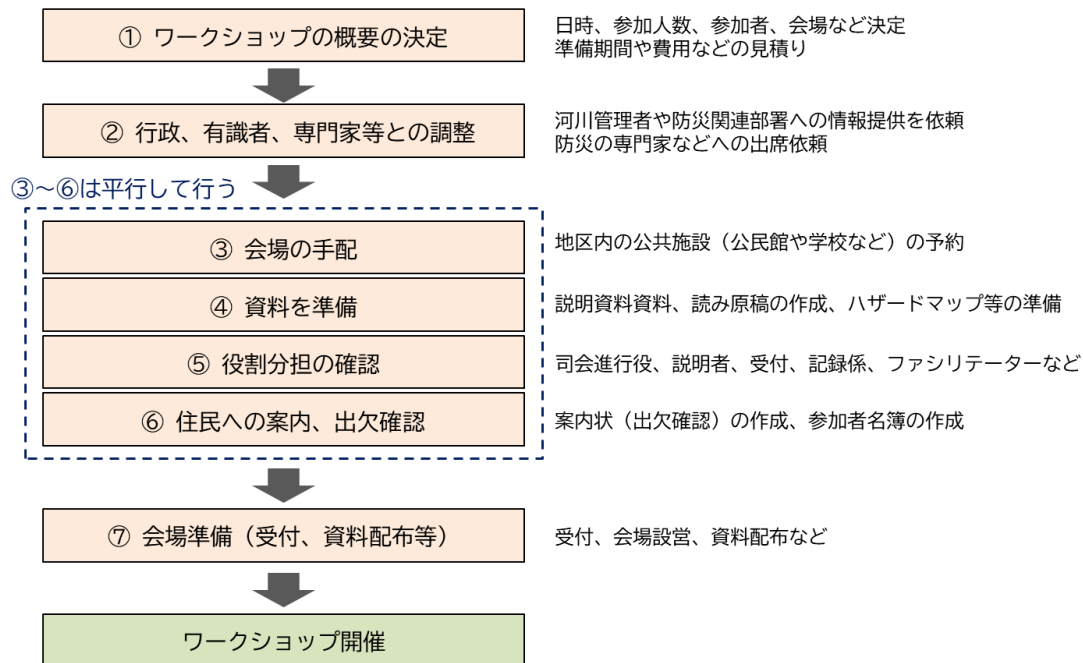 ① ワークショップの概要の決定
日時、参加人数、参加者、会場など決定
準備期間や費用などの見積り
② 行政、有識者、専門家等との調整
河川管理者や防災関連部署への情報提供を依頼
防災の専門家などへの出席依頼
③～⑥は平行して行う
③ 会場の手配
地区内の公共施設（公民館や学校など）の予約
④ 資料を準備
説明資料資料、読み原稿の作成、ハザードマップ等の準備
⑤ 役割分担の確認
司会進行役、説明者、受付、記録係、ファシリテーターなど
⑥ 住民への案内、出欠確認
案内状（出欠確認）の作成、参加者名簿の作成
⑦ 会場準備（受付、資料配布等）
受付、会場設営、資料配布など
ワークショップ開催